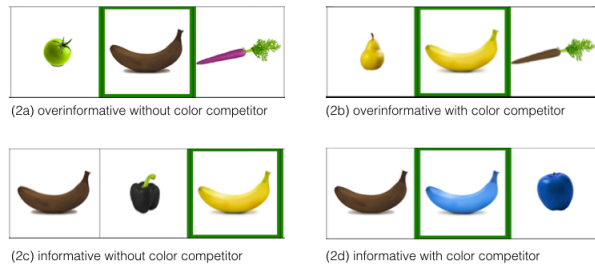 (2a) overinformative without color competitor
(2b) overinformative with color competitor
(2c) informative without color competitor
(2d) informative with color competitor